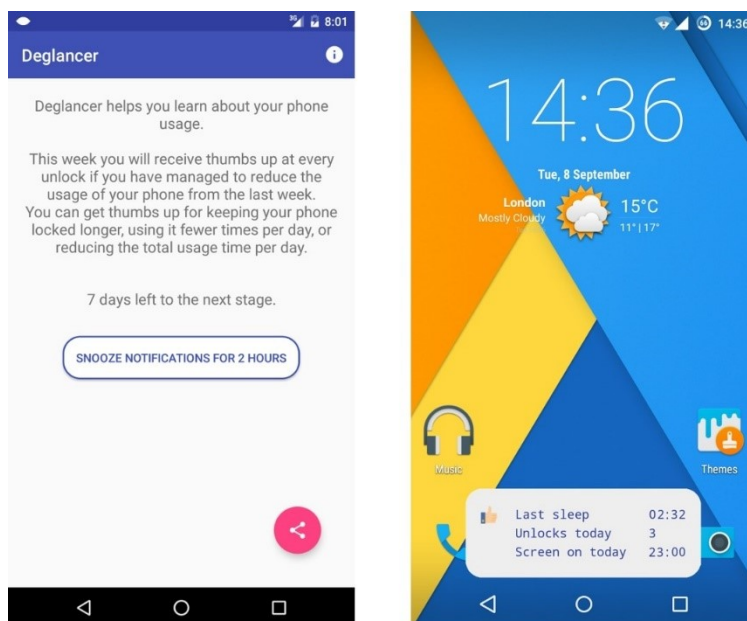 3G 8:01
Deglancer
Deglancer helps you learn about your phone
usage.
This week you will receive thumbs up at every
unlock if you have managed to reduce the
usage of your phone from the last week.
You can get thumbs up for keeping your phone
locked longer, using it fewer times per day, or
reducing the total usage time per day.
7 days left to the next stage.
SNOOZE NOTIFICATIONS FOR 2 HOURS
14:36
14:36
Tue, 8 September
London
Mostly Cloudy
15°C
11° | 17°
Music
Themes
Last sleep 02:32
Unlocks today 3
Screen on today 23:00